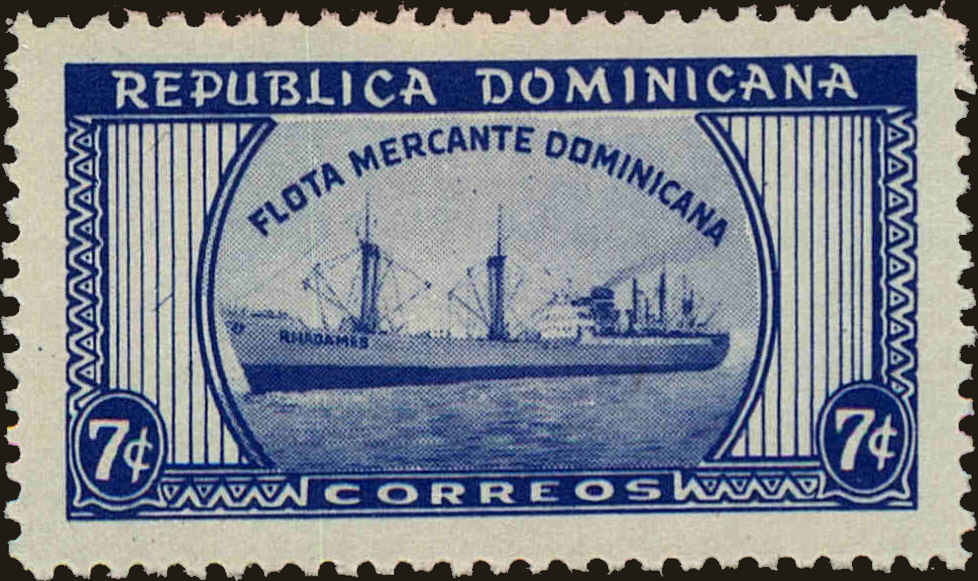 REPUBLICA DOMINICANA
FLOTA MERCANTE DOMINICANA
RHADAMES
7¢
7¢
CORREOS